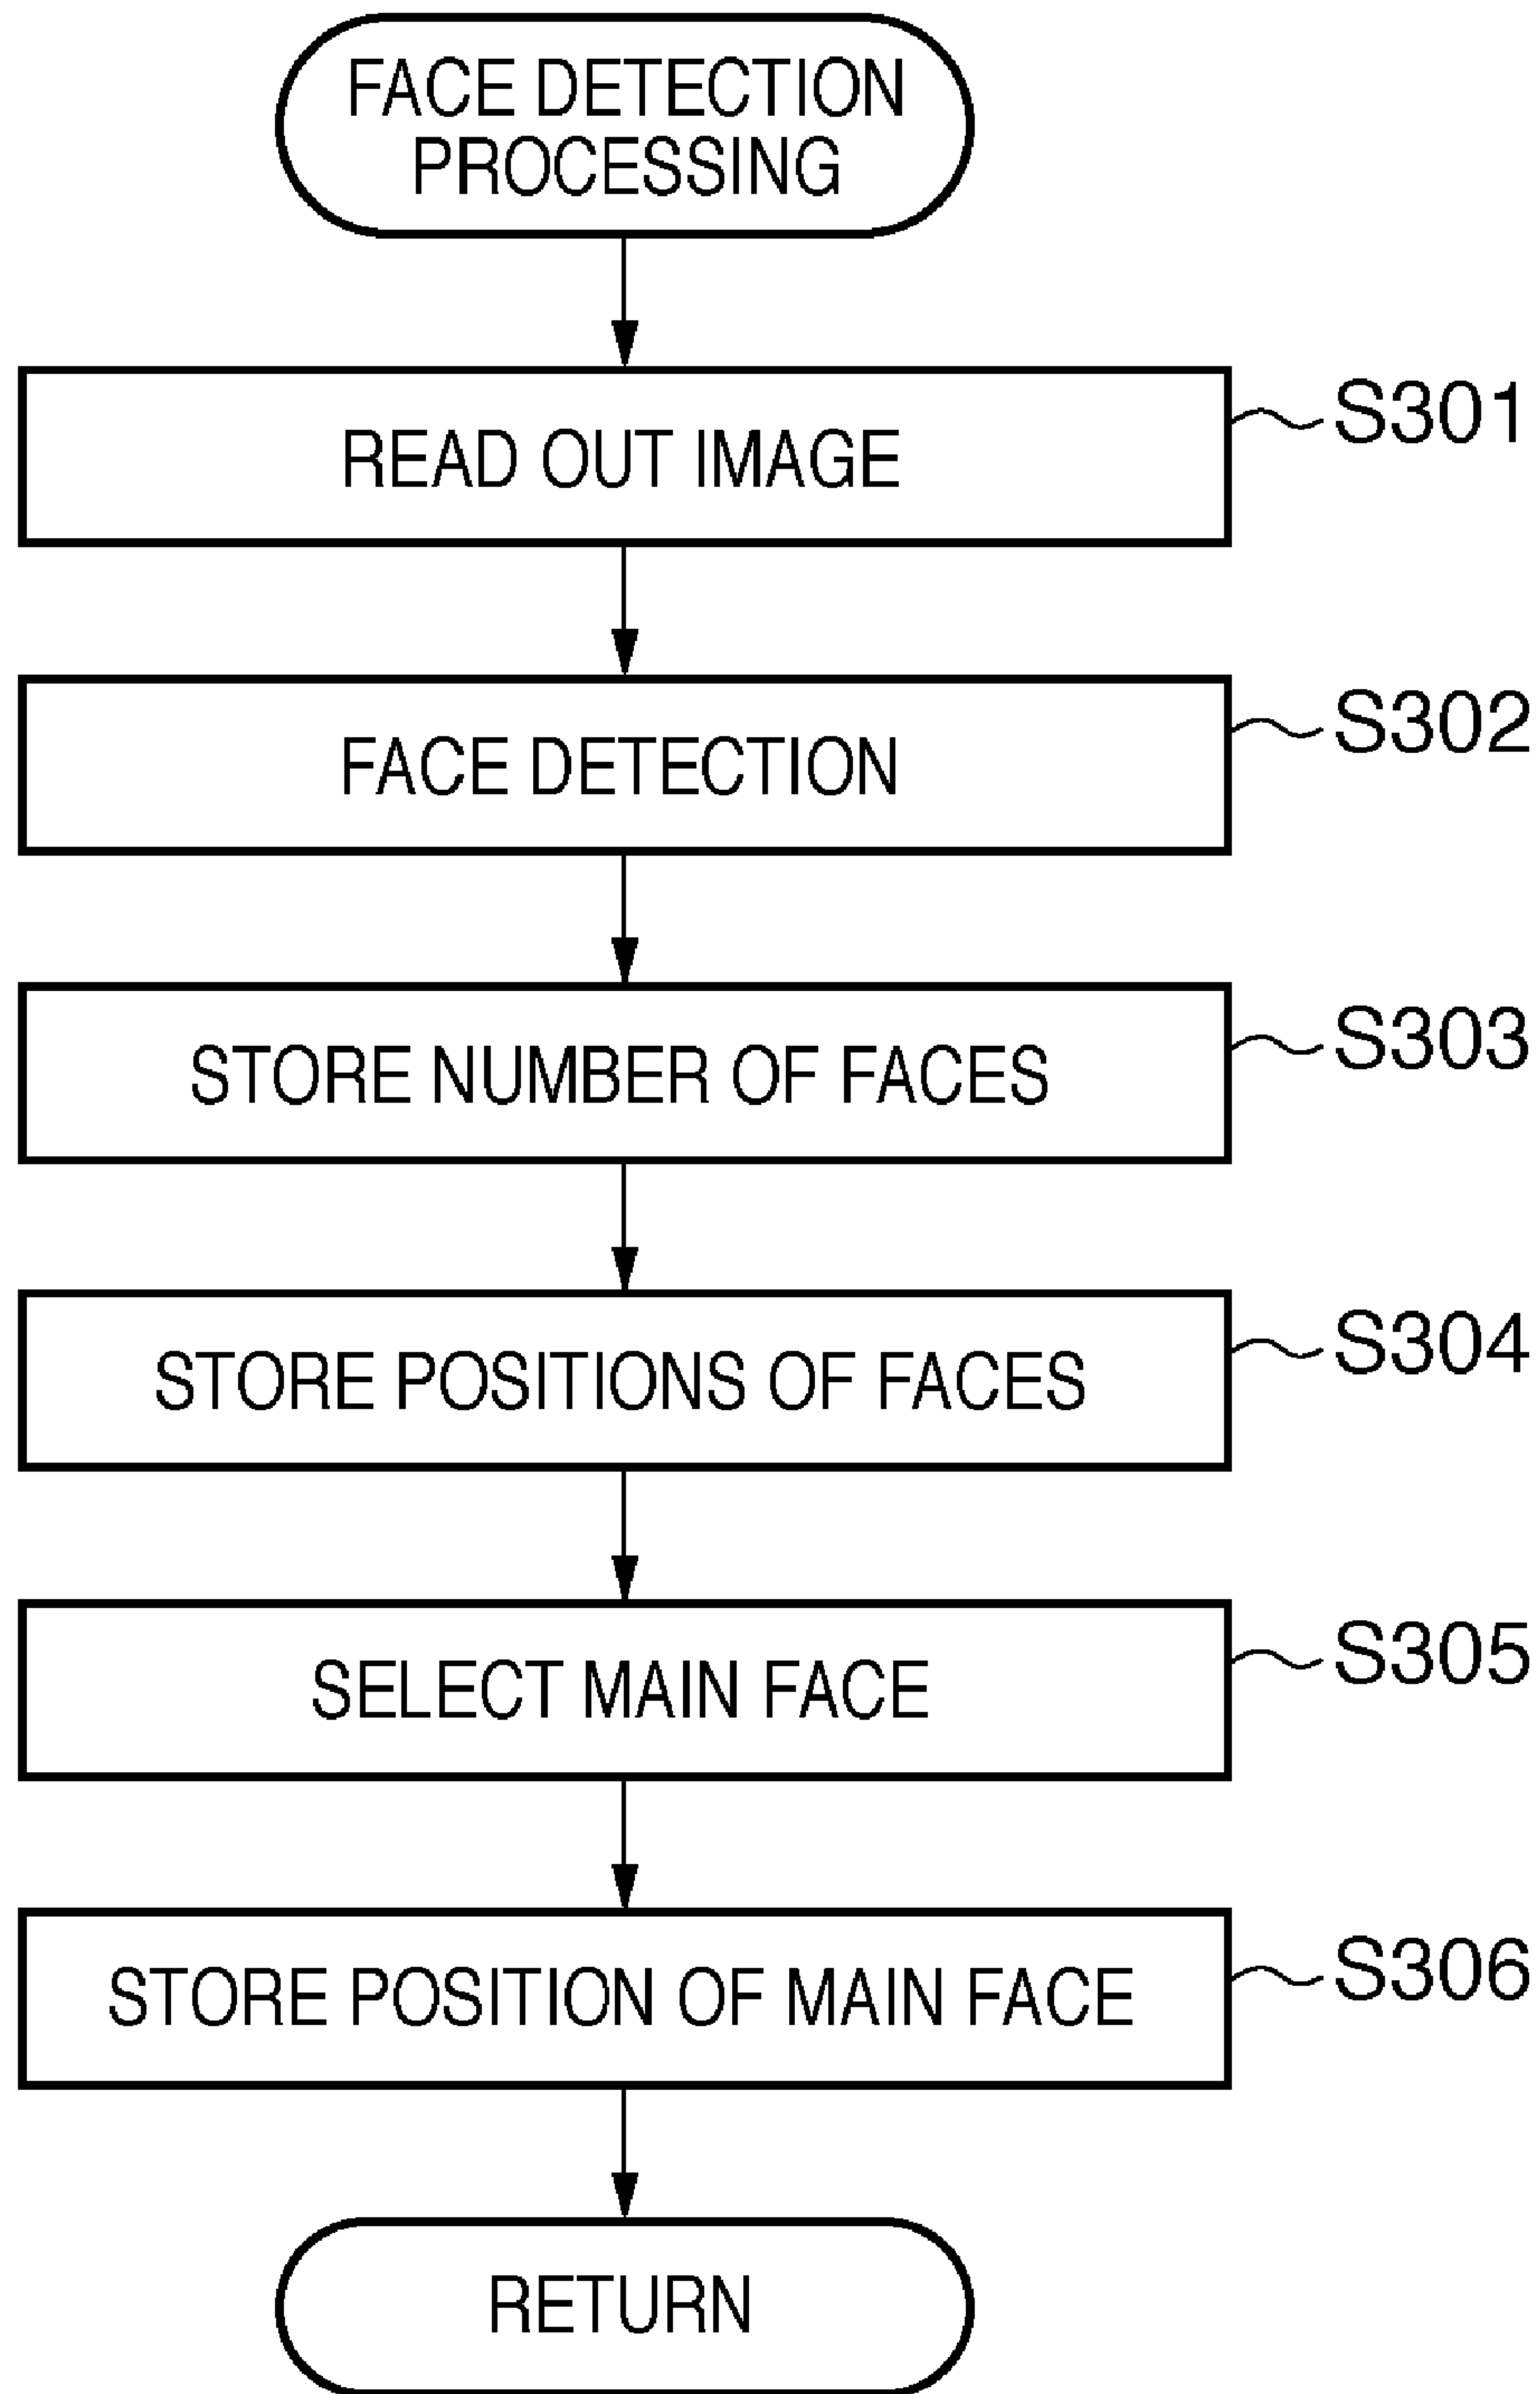 FACE DETECTION
PROCESSING
READ OUT IMAGE
S301
FACE DETECTION
S302
STORE NUMBER OF FACES
S303
STORE POSITIONS OF FACES
S304
SELECT MAIN FACE
S305
STORE POSITION OF MAIN FACE
S306
RETURN